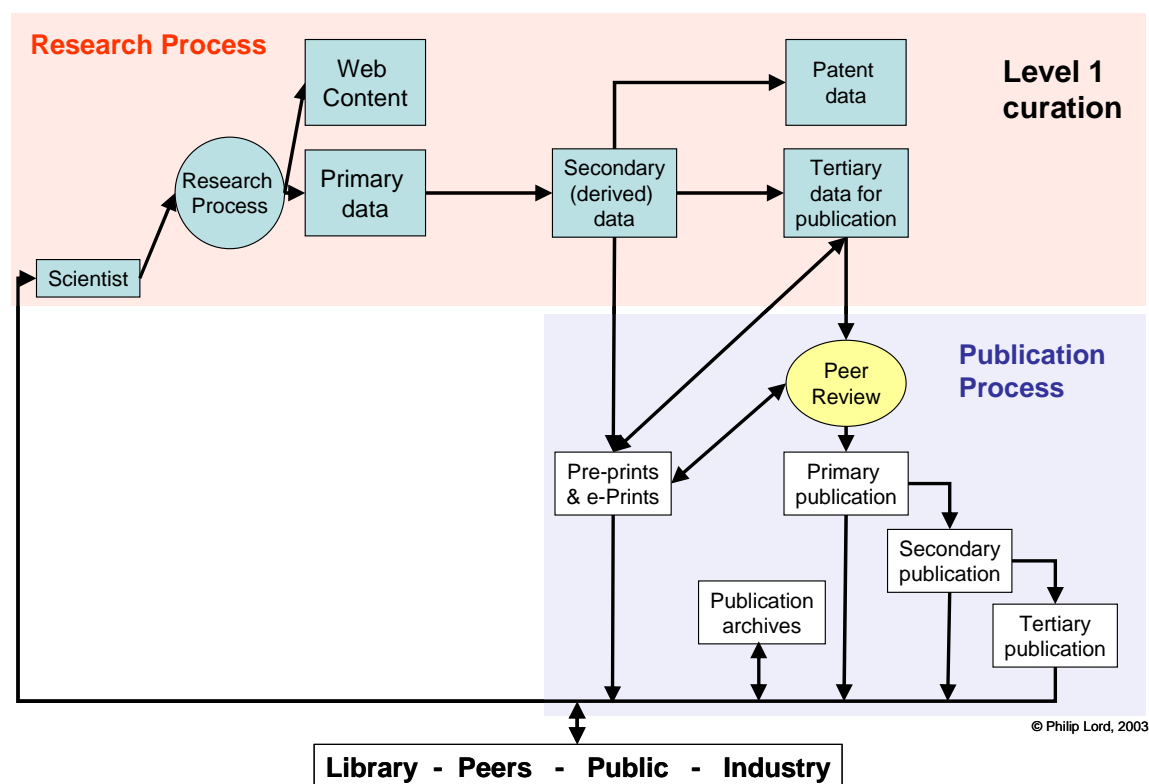 Research Process
Web
Content
Patent
data
Level 1
curation
Research
Process
Primary
data
Secondary
(derived)
data
Tertiary
data for
publication
Scientist
Publication
Process
Peer
Review
Pre-prints
& e-Prints
Primary
publication
Secondary
publication
Publication
archives
Tertiary
publication
© Philip Lord, 2003
Library - Peers - Public - Industry